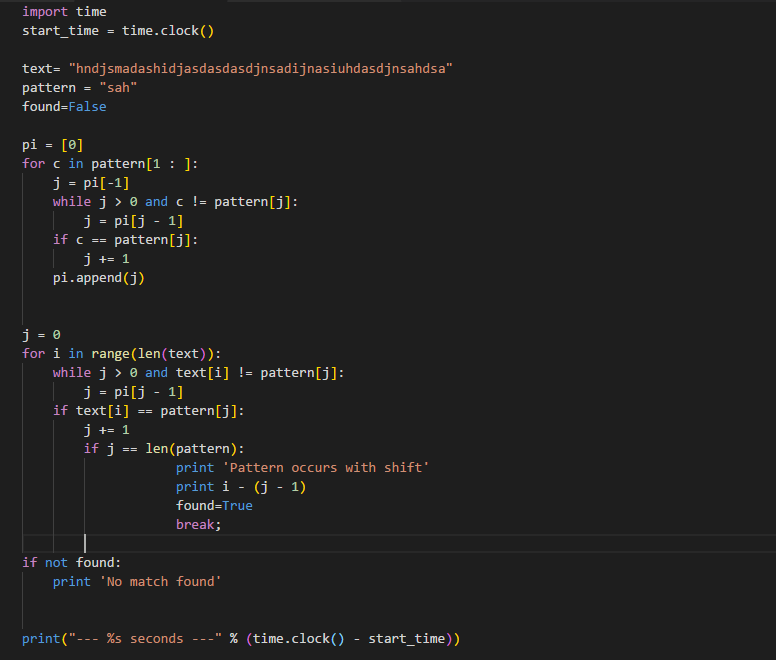 import time
start_time = time.clock()
text= "hndjsmadashidjasdasdasdjnsadijnasiuhdasdjnsahdsa"
pattern = "sah"
found=False
pi = [0]
for c in pattern[1 : ]:
    j = pi[-1]
    while j > 0 and c != pattern[j]:
        j = pi[j - 1]
    if c == pattern[j]:
        j += 1
    pi.append(j)
j = 0
for i in range(len(text)):
    while j > 0 and text[i] != pattern[j]:
        j = pi[j - 1]
    if text[i] == pattern[j]:
        j += 1
        if j == len(pattern):
                    print 'Pattern occurs with shift'
                    print i - (j - 1)
                    found=True
                    break;
if not found:
    print 'No match found'
print("--- %s seconds ---" % (time.clock() - start_time))